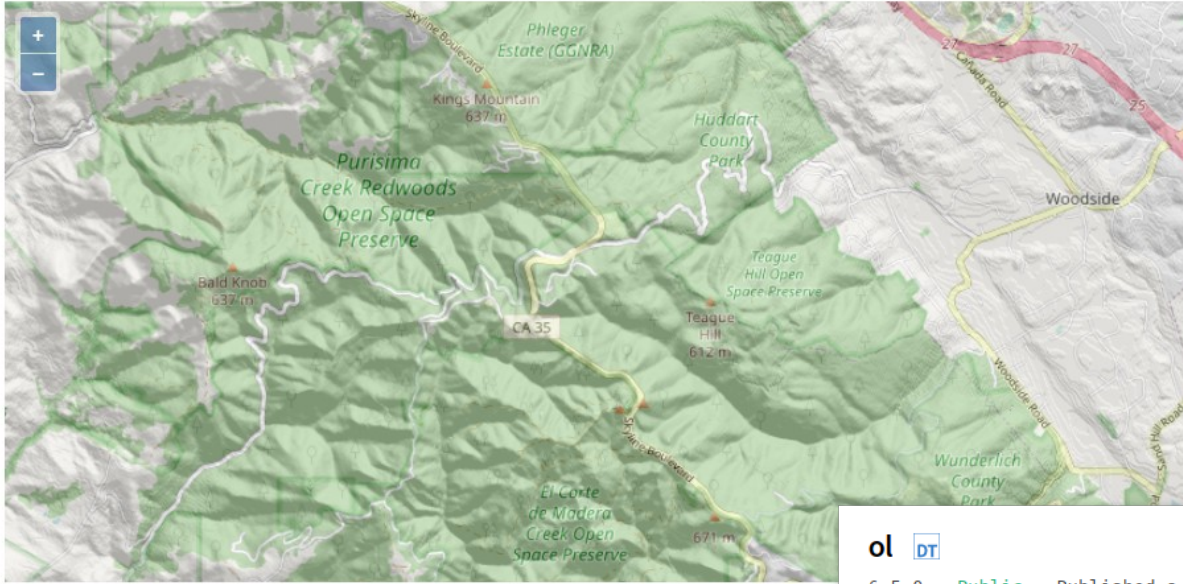 +
−
Skyline Boulevard
Phleger
Estate (GGNRA)
27
27
25
Cañada Road
Kings Mountain
637 m
Huddart
County
Park
Purisima
Creek Redwoods
Open Space
Preserve
Woodside
Teague
Hill Open
Space Preserve
Bald Knob
637 m
CA 35
Teague
Hill
612 m
Woodside Road
Skyline Boulevard
Wunderlich
County
Park
El Corte
de Madera
Creek Open
Space Preserve
671 m
ol DT